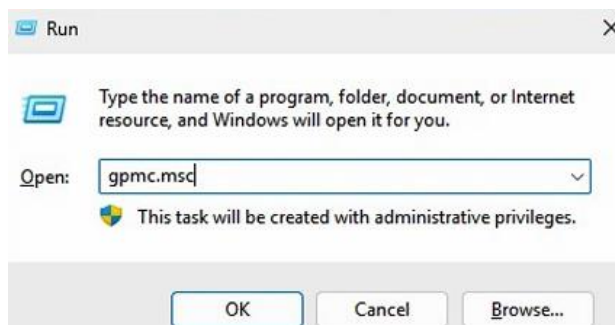 Run
Type the name of a program, folder, document, or Internet
resource, and Windows will open it for you.
Open: gpmc.msc
This task will be created with administrative privileges.
OK Cancel Browse...